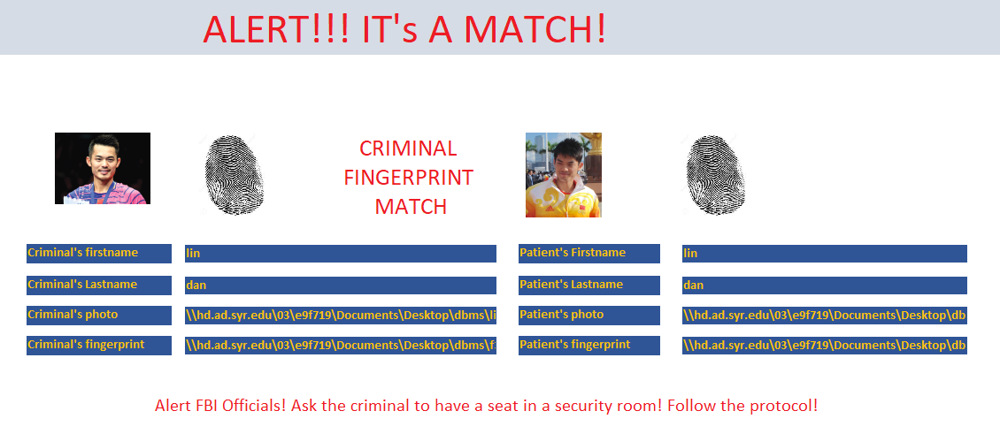 ALERT!!! IT's A MATCH!
CRIMINAL
FINGERPRINT
MATCH
Criminal's firstname lin Patient's Firstname lin
Criminal's Lastname dan Patient's Lastname dan
Criminal's photo \\hd.ad.syr.edu\03\e9f719\Documents\Desktop\dbms\li Patient's photo \\hd.ad.syr.edu\03\e9f719\Documents\Desktop\db
Criminal's fingerprint \\hd.ad.syr.edu\03\e9f719\Documents\Desktop\dbms\f Patient's fingerprint \\hd.ad.syr.edu\03\e9f719\Documents\Desktop\db
Alert FBI Officials! Ask the criminal to have a seat in a security room! Follow the protocol!